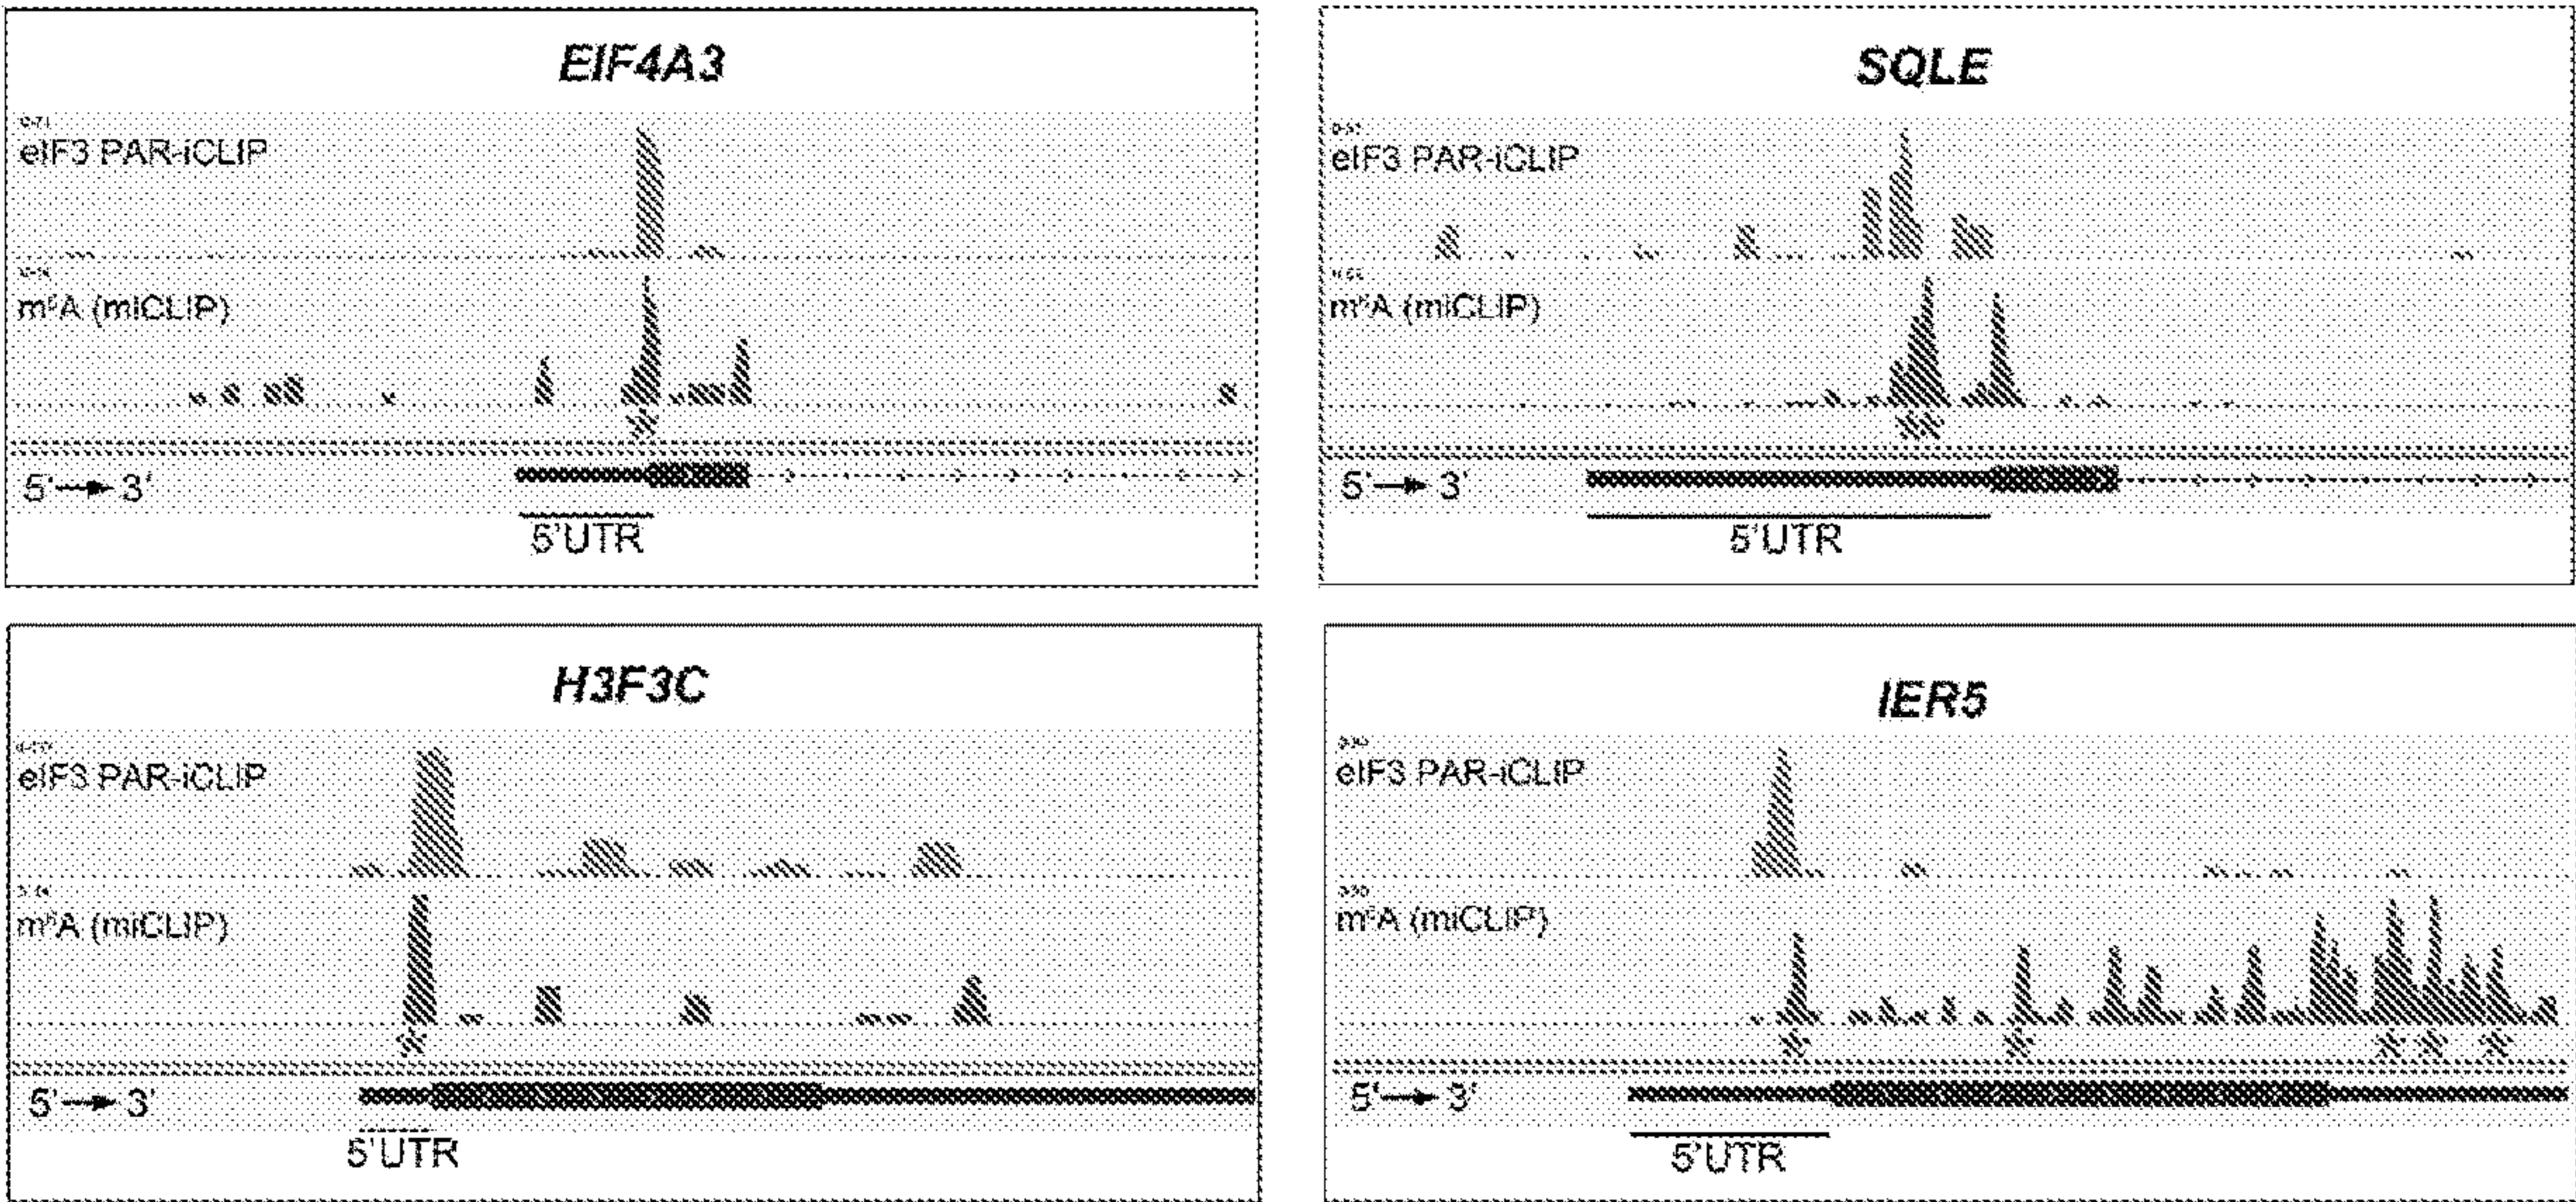 EIF4A3
eIF3 PAR-iCLIP
m⁶A (miCLIP)
5' → 3'
5'UTR
SQLE
eIF3 PAR-iCLIP
m⁶A (miCLIP)
5' → 3'
5'UTR
H3F3C
eIF3 PAR-iCLIP
m⁶A (miCLIP)
5' → 3'
5'UTR
IER5
eIF3 PAR-iCLIP
m⁶A (miCLIP)
5' → 3'
5'UTR